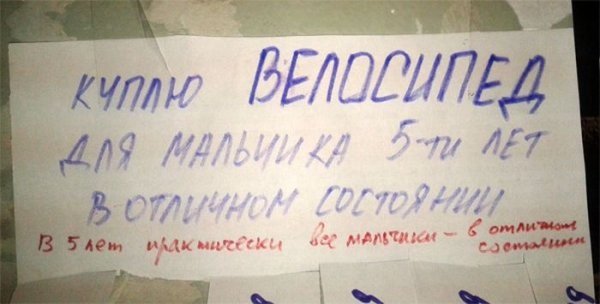 КУПЛЮ ВЕЛОСИПЕД
ДЛЯ МАЛЬЧИКА 5-ти ЛЕТ
В ОТЛИЧНОМ СОСТОЯНИИ
В 5 лет практически все мальчики – в отличном
состоянии